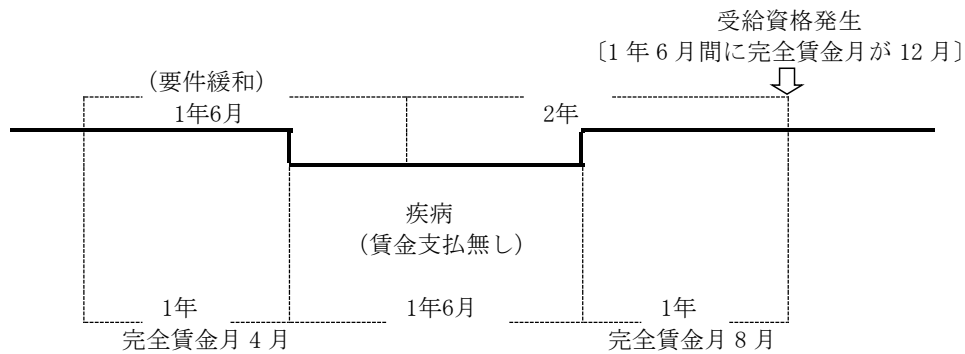 受給資格発生
〔1 年 6 月間に完全賃金月が 12 月〕
（要件緩和）
1年6月
2年
疾病
（賃金支払無し）
1年
1年6月
1年
完全賃金月 4 月
完全賃金月 8 月